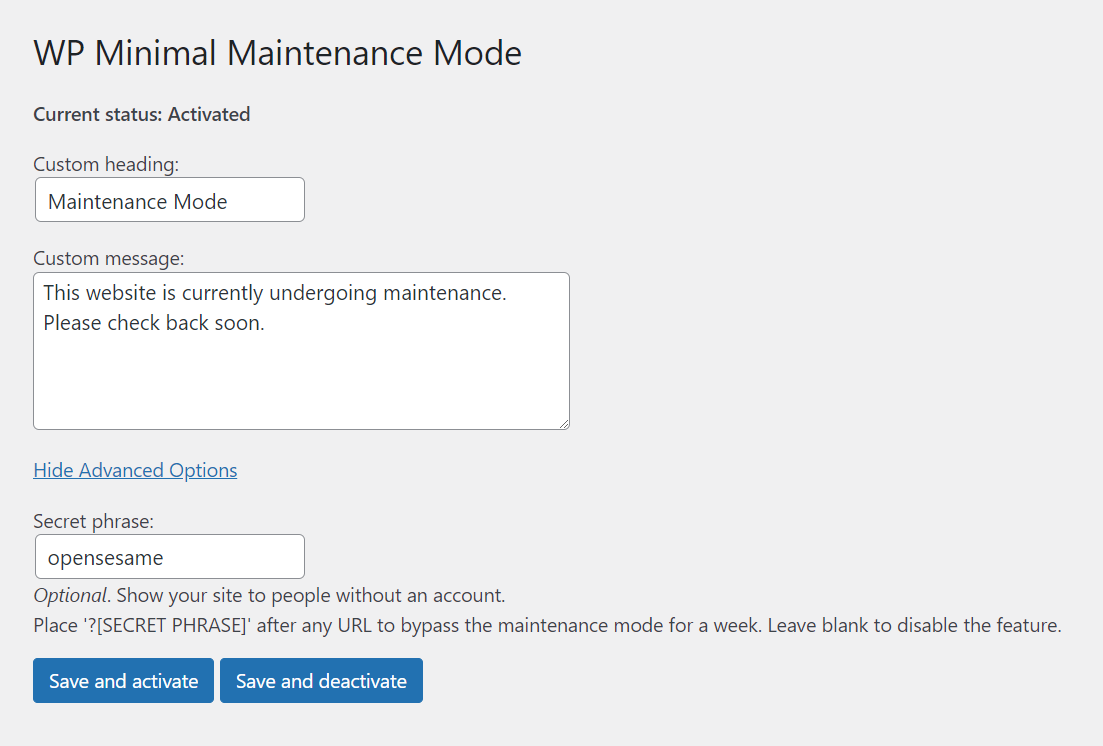 WP Minimal Maintenance Mode
Current status: Activated
Custom heading:
Maintenance Mode
Custom message:
This website is currently undergoing maintenance.
Please check back soon.
Hide Advanced Options
Secret phrase:
opensesame
Optional. Show your site to people without an account.
Place '?[SECRET PHRASE]' after any URL to bypass the maintenance mode for a week. Leave blank to disable the feature.
Save and activate Save and deactivate